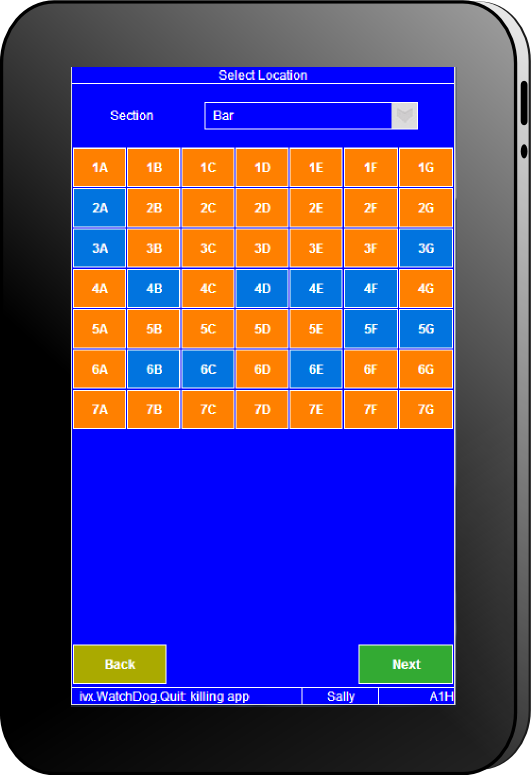 Select Location
Section Bar
1A 1B 1C 1D 1E 1F 1G
2A 2B 2C 2D 2E 2F 2G
3A 3B 3C 3D 3E 3F 3G
4A 4B 4C 4D 4E 4F 4G
5A 5B 5C 5D 5E 5F 5G
6A 6B 6C 6D 6E 6F 6G
7A 7B 7C 7D 7E 7F 7G
Back Next
ivx.WatchDog.Quit: killing app Sally A1H